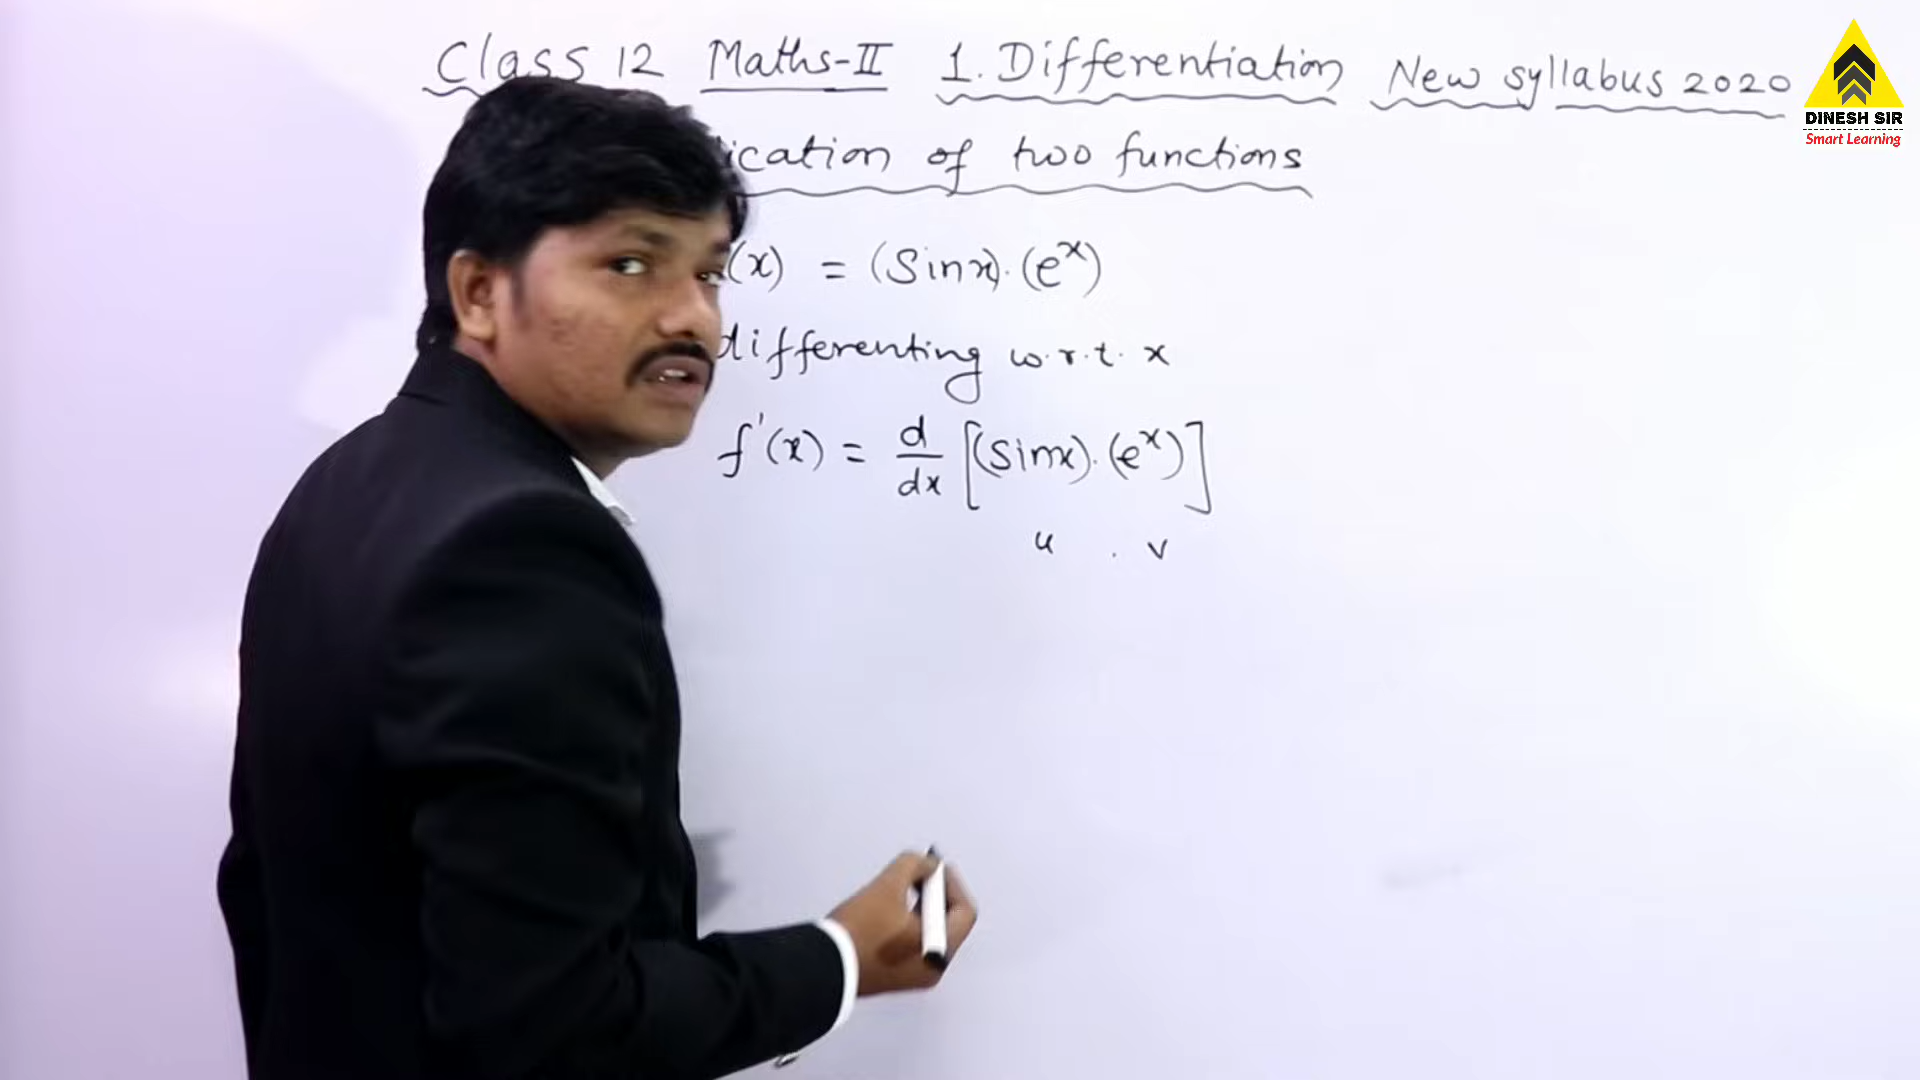 Class 12 Maths-II 1. Differentiation New syllabus 2020
DINESH SIR
Smart Learning
ication of two functions
(x) = (Sinx).(e^x)
differenting w.r.t. x
f'(x) = d/dx [(Sinx).(e^x)]
u . v